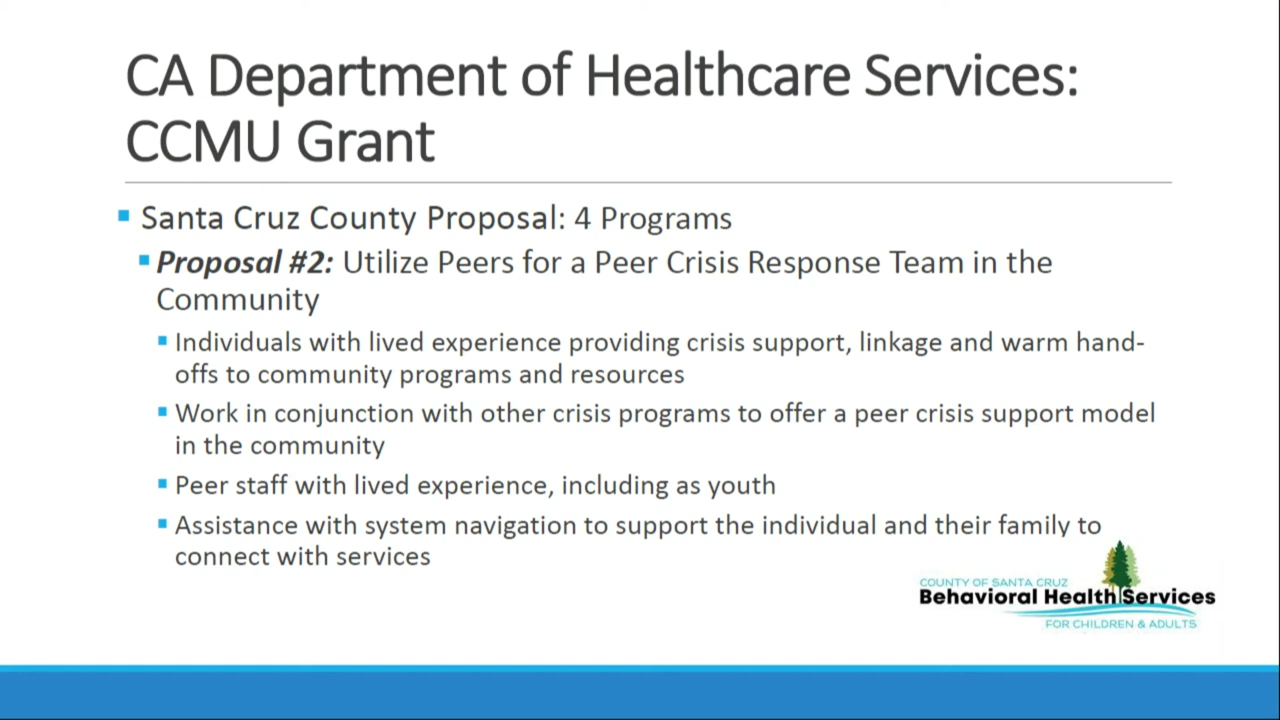 CA Department of Healthcare Services:
CCMU Grant
Santa Cruz County Proposal: 4 Programs
Proposal #2: Utilize Peers for a Peer Crisis Response Team in the
Community
Individuals with lived experience providing crisis support, linkage and warm hand-
offs to community programs and resources
Work in conjunction with other crisis programs to offer a peer crisis support model
in the community
Peer staff with lived experience, including as youth
Assistance with system navigation to support the individual and their family to
connect with services
COUNTY OF SANTA CRUZ
Behavioral Health Services
FOR CHILDREN & ADULTS